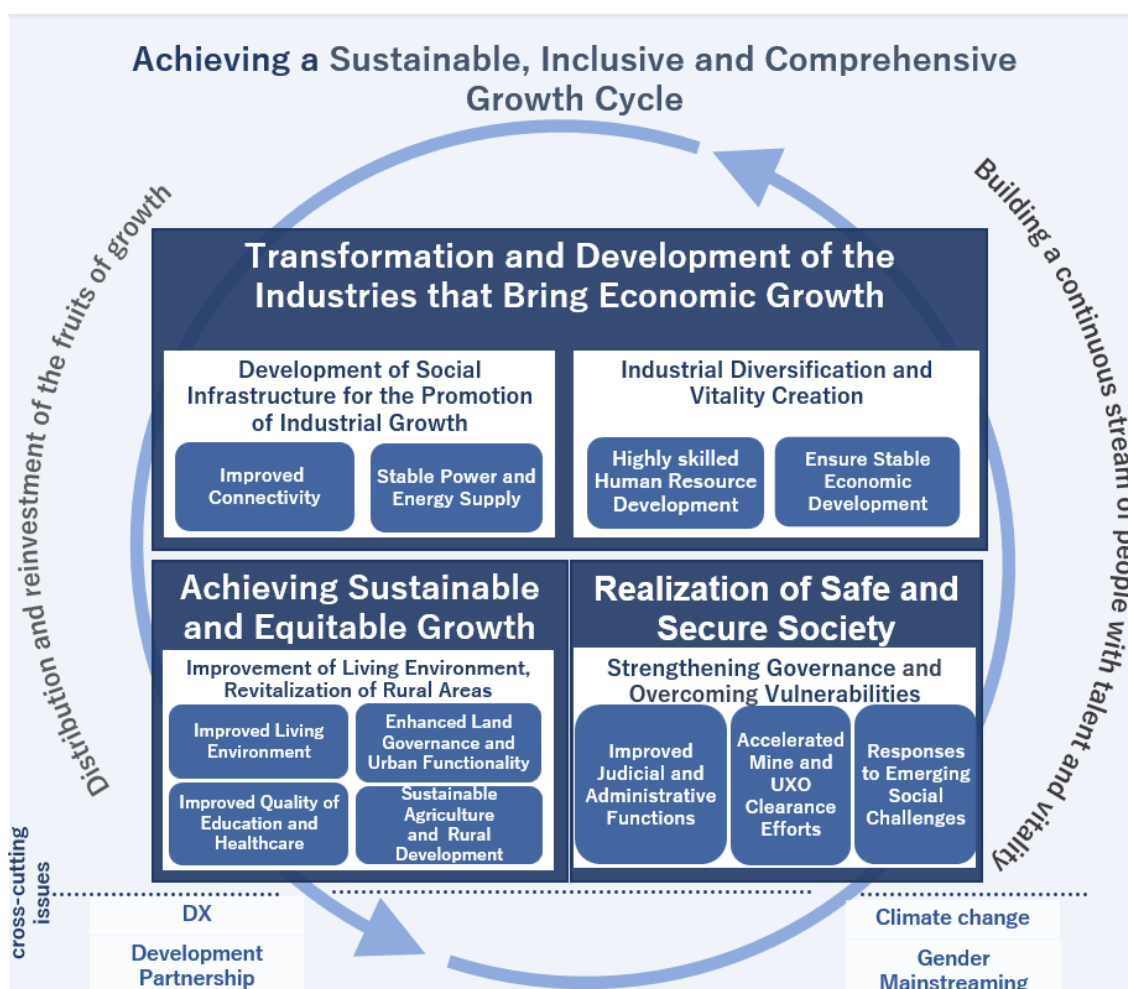 Achieving a Sustainable, Inclusive and Comprehensive
Growth Cycle
Distribution and reinvestment of the fruits of growth
Building a continuous stream of people with talent and vitality
Transformation and Development of the
Industries that Bring Economic Growth
Development of Social
Infrastructure for the Promotion
of Industrial Growth
Improved
Connectivity
Stable Power and
Energy Supply
Industrial Diversification and
Vitality Creation
Highly skilled
Human Resource
Development
Ensure Stable
Economic
Development
Achieving Sustainable
and Equitable Growth
Improvement of Living Environment,
Revitalization of Rural Areas
Improved Living
Environment
Enhanced Land
Governance and
Urban Functionality
Improved Quality of
Education and
Healthcare
Sustainable
Agriculture
and Rural
Development
Realization of Safe and
Secure Society
Strengthening Governance and
Overcoming Vulnerabilities
Improved
Judicial and
Administrative
Functions
Accelerated
Mine and
UXO
Clearance
Efforts
Responses
to Emerging
Social
Challenges
cross-cutting
issues
DX
Development
Partnership
Climate change
Gender
Mainstreaming